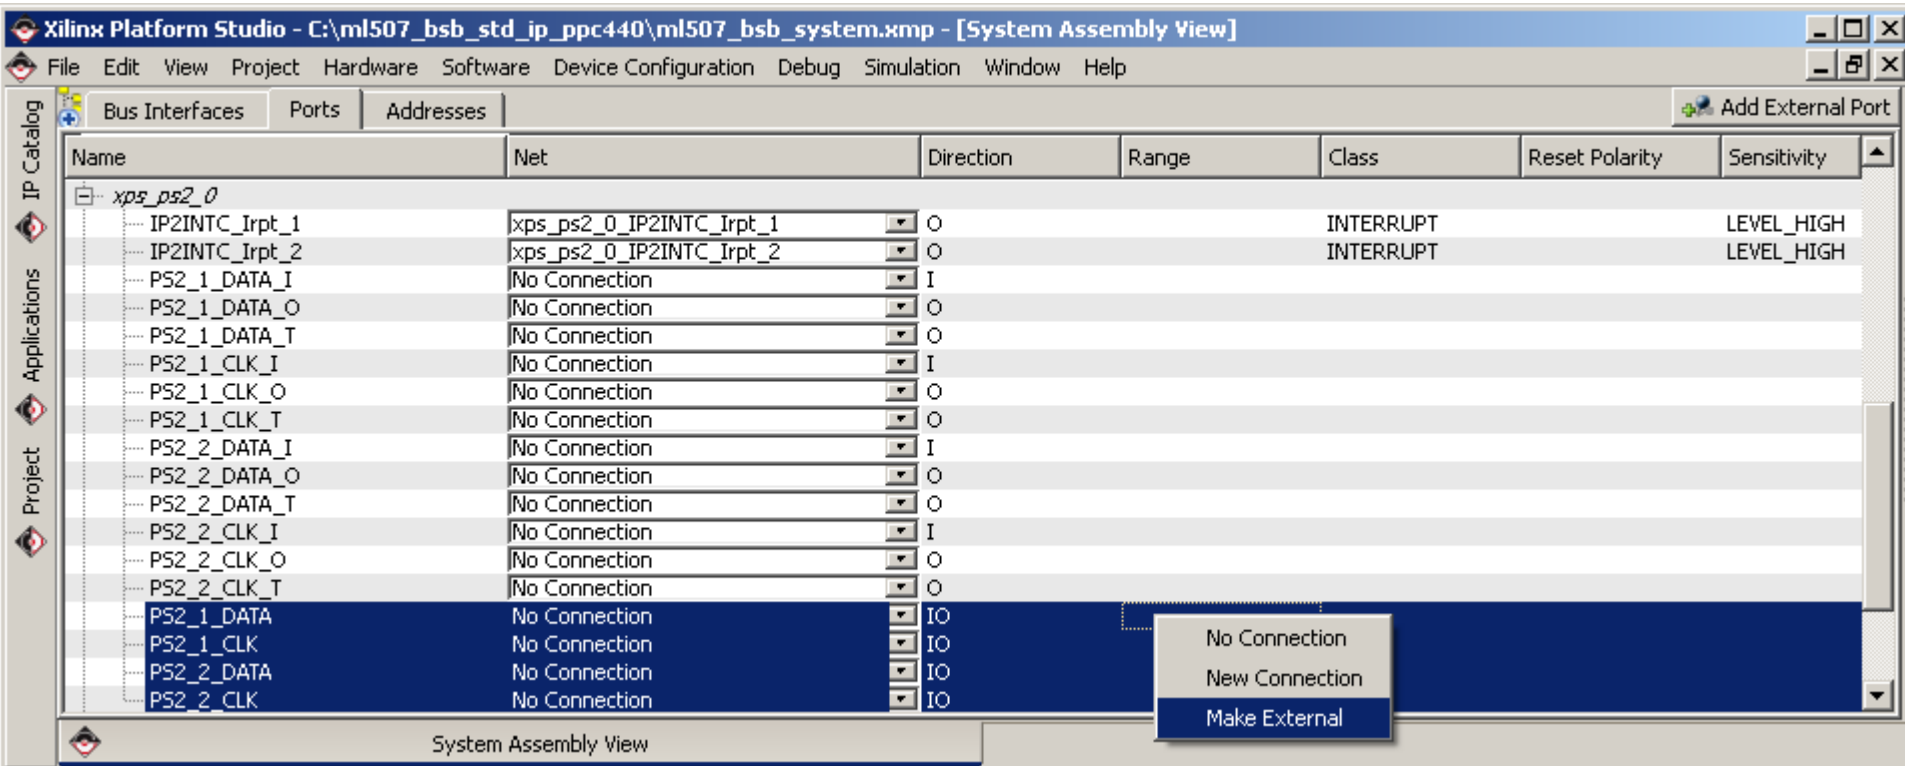 Xilinx Platform Studio - C:\ml507_bsb_std_ip_ppc440\ml507_bsb_system.xmp - [System Assembly View]
File Edit View Project Hardware Software Device Configuration Debug Simulation Window Help
IP Catalog
Applications
Project
Bus Interfaces Ports Addresses Add External Port
Name Net Direction Range Class Reset Polarity Sensitivity
xps_ps2_0
IP2INTC_Irpt_1 xps_ps2_0_IP2INTC_Irpt_1 O INTERRUPT LEVEL_HIGH
IP2INTC_Irpt_2 xps_ps2_0_IP2INTC_Irpt_2 O INTERRUPT LEVEL_HIGH
PS2_1_DATA_I No Connection I
PS2_1_DATA_O No Connection O
PS2_1_DATA_T No Connection O
PS2_1_CLK_I No Connection I
PS2_1_CLK_O No Connection O
PS2_1_CLK_T No Connection O
PS2_2_DATA_I No Connection I
PS2_2_DATA_O No Connection O
PS2_2_DATA_T No Connection O
PS2_2_CLK_I No Connection I
PS2_2_CLK_O No Connection O
PS2_2_CLK_T No Connection O
PS2_1_DATA No Connection IO
PS2_1_CLK No Connection IO
PS2_2_DATA No Connection IO
PS2_2_CLK No Connection IO
No Connection
New Connection
Make External
System Assembly View